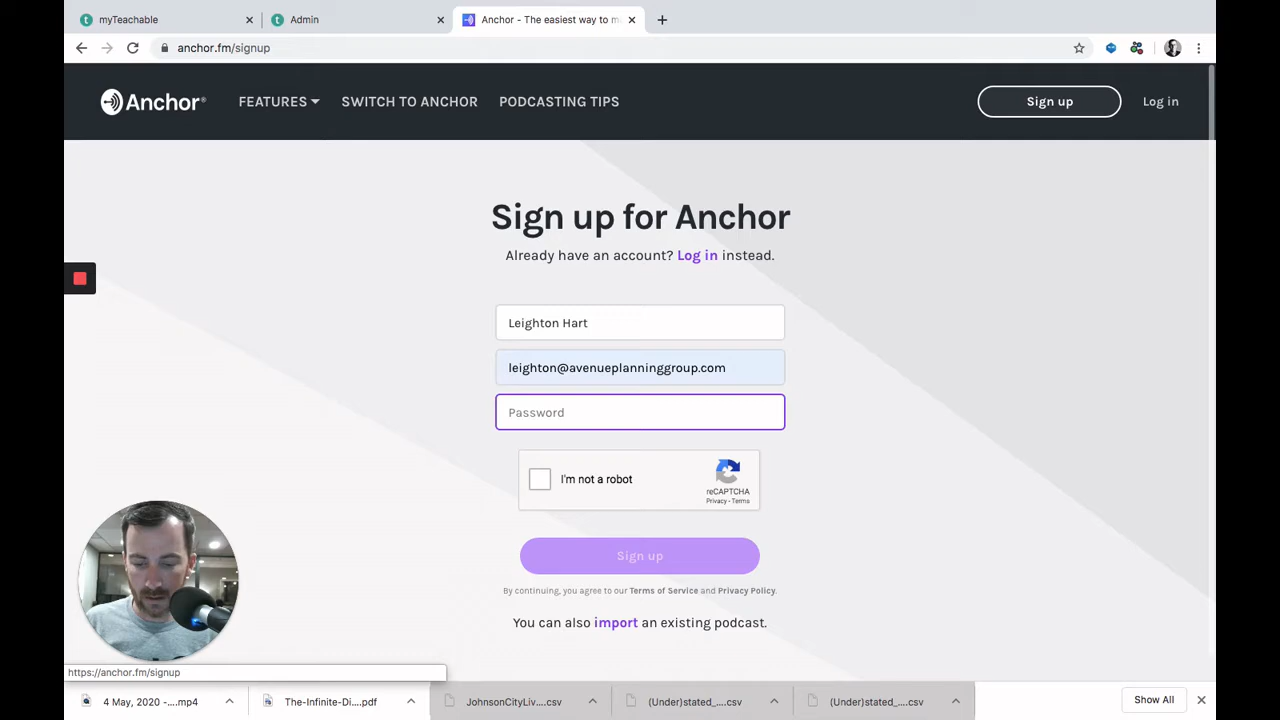 myTeachable
Admin
Anchor - The easiest way to m
anchor.fm/signup
Anchor®
FEATURES
SWITCH TO ANCHOR
PODCASTING TIPS
Sign up
Log in
Sign up for Anchor
Already have an account? Log in instead.
Leighton Hart
leighton@avenueplanninggroup.com
Password
I'm not a robot
reCAPTCHA
Privacy - Terms
Sign up
By continuing, you agree to our Terms of Service and Privacy Policy.
You can also import an existing podcast.
https://anchor.fm/signup
4 May, 2020 -....mp4
The-Infinite-Di....pdf
JohnsonCityLiv....csv
(Under)stated_....csv
(Under)stated_....csv
Show All